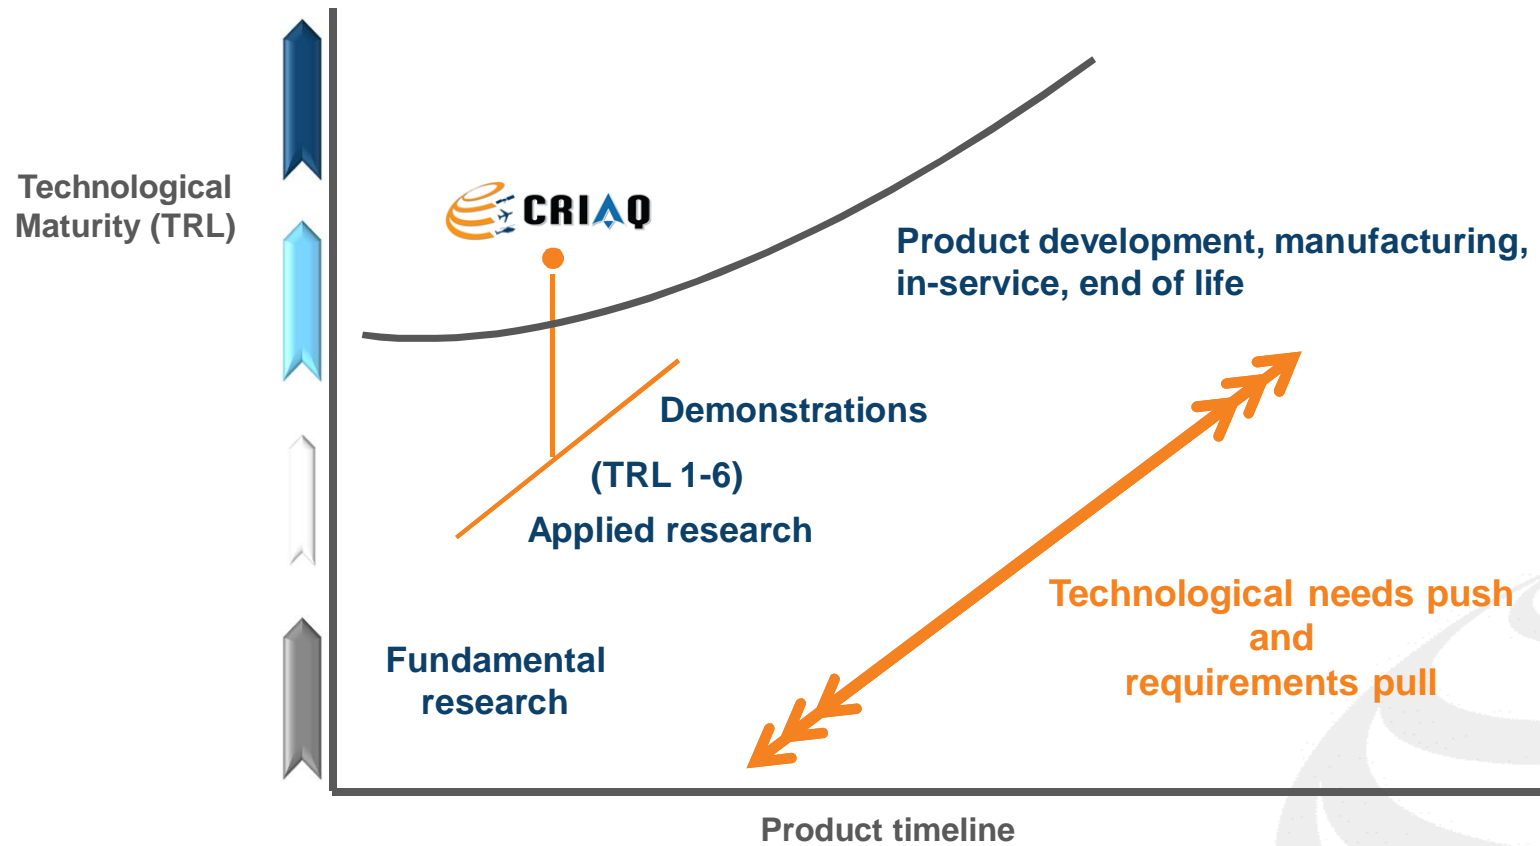 Technological
Maturity (TRL)
CRIAQ
Product development, manufacturing,
in-service, end of life
Demonstrations
(TRL 1-6)
Applied research
Technological needs push
and
requirements pull
Fundamental
research
Product timeline